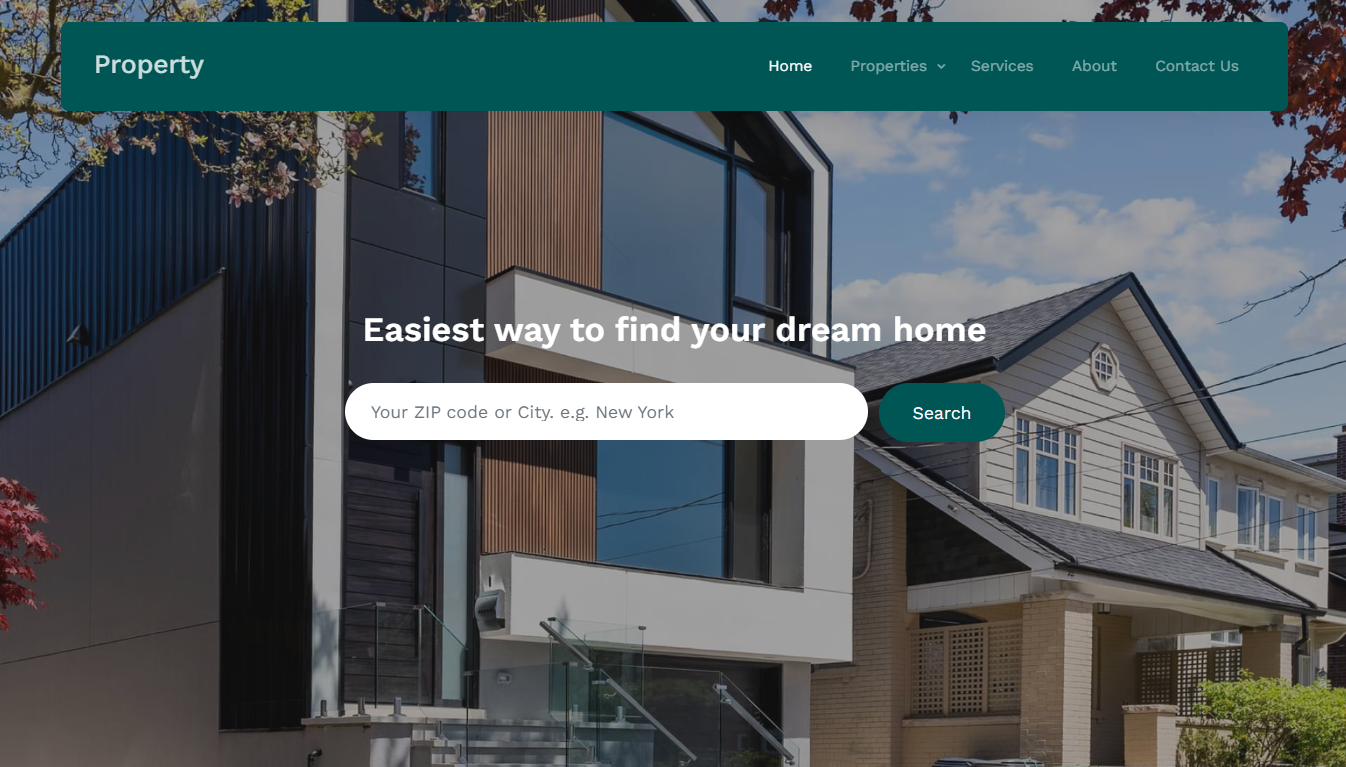 Property
Home Properties Services About Contact Us
Easiest way to find your dream home
Your ZIP code or City. e.g. New York
Search